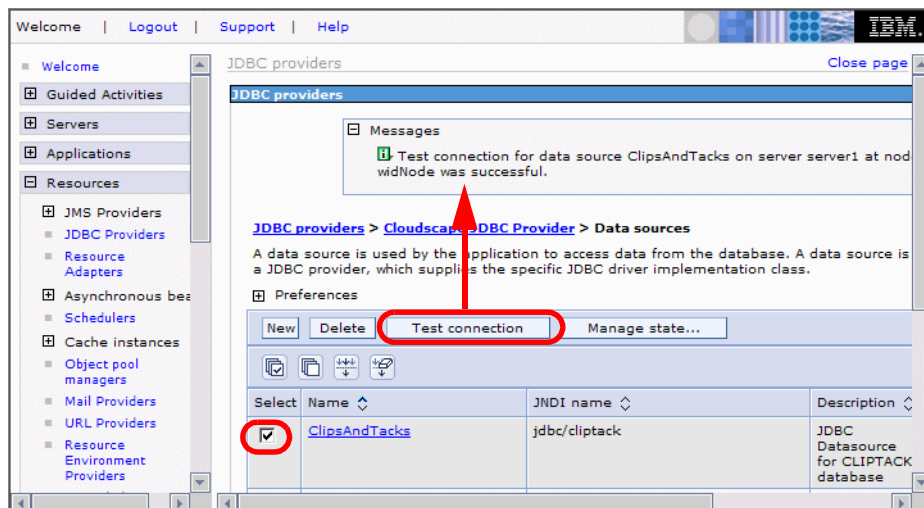 Welcome | Logout | Support | Help
IBM.
Welcome
Guided Activities
Servers
Applications
Resources
JMS Providers
JDBC Providers
Resource
Adapters
Asynchronous bea
Schedulers
Cache instances
Object pool
managers
Mail Providers
URL Providers
Resource
Environment
Providers
JDBC providers
Close page
JDBC providers
Messages
Test connection for data source ClipsAndTacks on server server1 at nod
widNode was successful.
JDBC providers > Cloudscape JDBC Provider > Data sources
A data source is used by the application to access data from the database. A data source is
a JDBC provider, which supplies the specific JDBC driver implementation class.
Preferences
New Delete Test connection Manage state...
Select Name JNDI name Description
ClipsAndTacks jdbc/cliptack JDBC
Datasource
for CLIPTACK
database